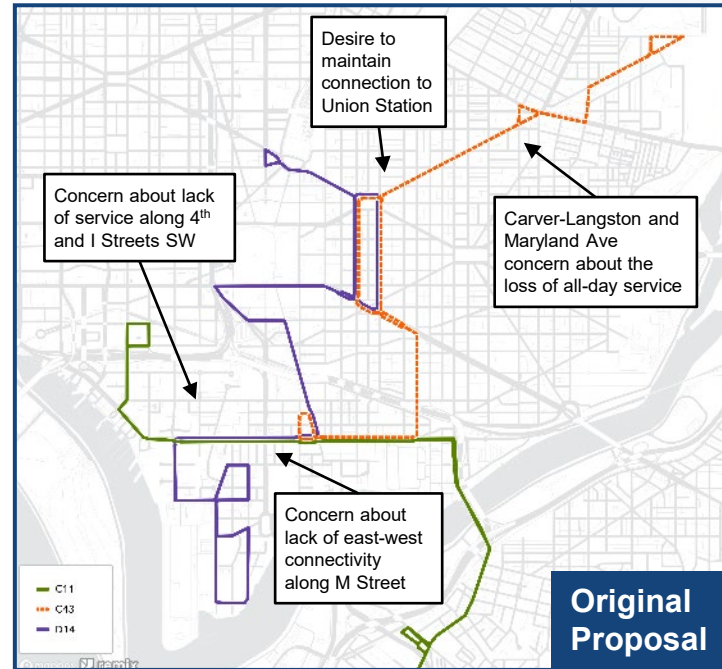 Desire to
maintain
connection to
Union Station
Concern about lack
of service along 4th
and I Streets SW
Carver-Langston and
Maryland Ave
concern about the
loss of all-day service
Concern about
lack of east-west
connectivity
along M Street
C11
C43
D14
remix
Original
Proposal